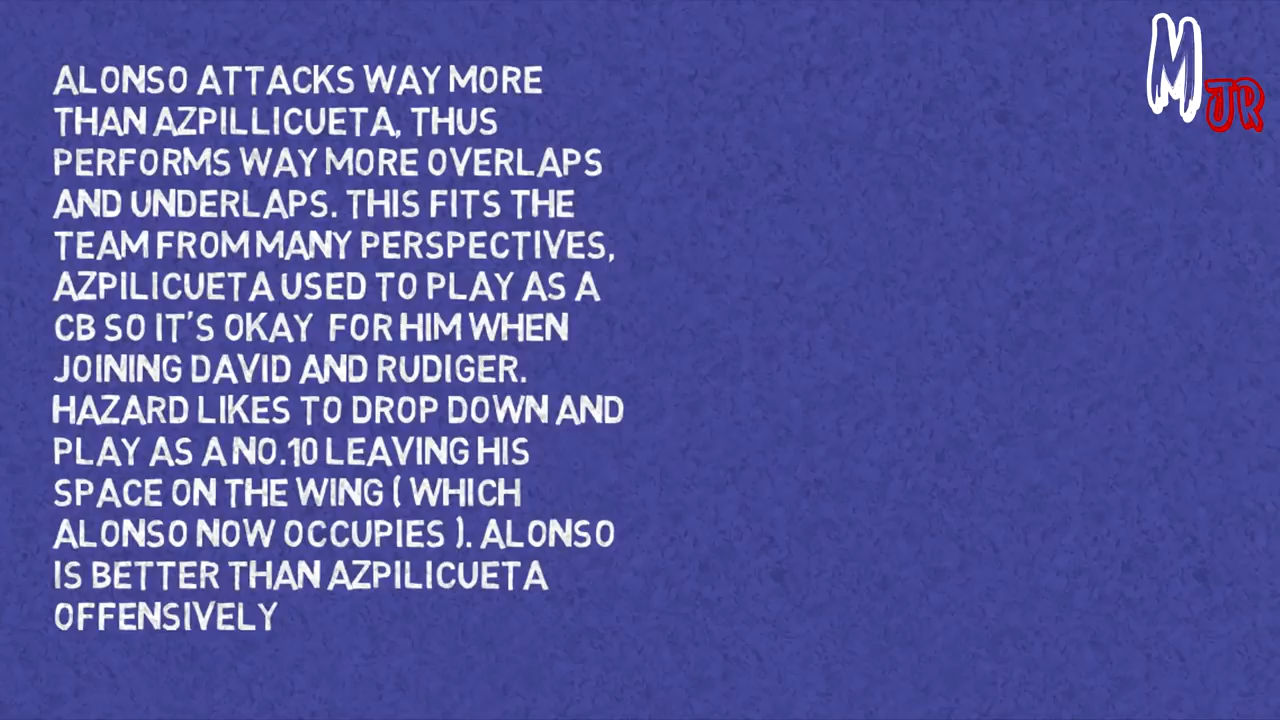 ALONSO ATTACKS WAY MORE
THAN AZPILLICUETA, THUS
PERFORMS WAY MORE OVERLAPS
AND UNDERLAPS. THIS FITS THE
TEAM FROM MANY PERSPECTIVES,
AZPILICUETA USED TO PLAY AS A
CB SO IT'S OKAY FOR HIM WHEN
JOINING DAVID AND RUDIGER.
HAZARD LIKES TO DROP DOWN AND
PLAY AS A NO.10 LEAVING HIS
SPACE ON THE WING ( WHICH
ALONSO NOW OCCUPIES ). ALONSO
IS BETTER THAN AZPILICUETA
OFFENSIVELY
M JR